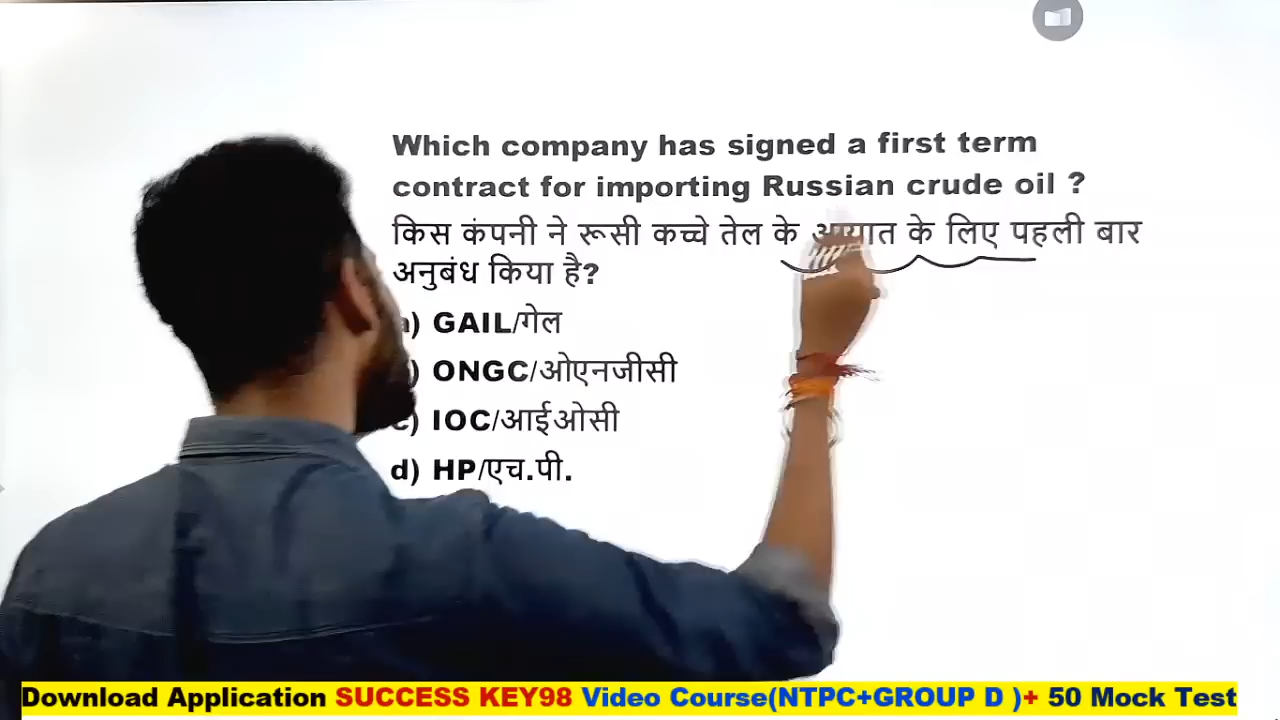 Which company has signed a first term
contract for importing Russian crude oil ?
किस कंपनी ने रूसी कच्चे तेल के आयात के लिए पहली बार
अनुबंध किया है?
) GAIL/गेल
) ONGC/ओएनजीसी
c) IOC/आईओसी
d) HP/एच.पी.
Download Application SUCCESS KEY98 Video Course(NTPC+GROUP D )+ 50 Mock Test